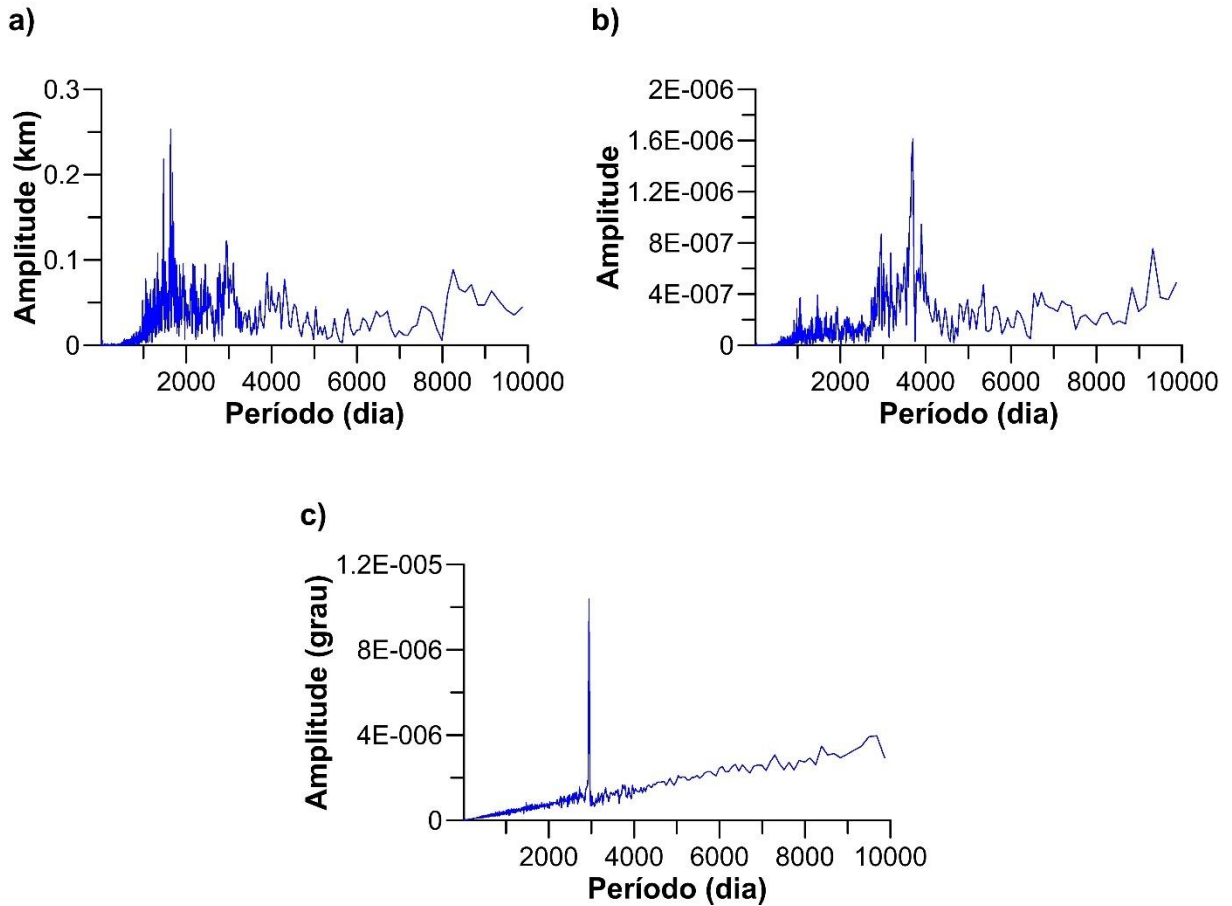 a)
Amplitude (km)
0.3
0.2
0.1
0
2000 4000 6000 8000 10000
Período (dia)
b)
Amplitude
2E-006
1.6E-006
1.2E-006
8E-007
4E-007
0
2000 4000 6000 8000 10000
Período (dia)
c)
Amplitude (grau)
1.2E-005
8E-006
4E-006
0
2000 4000 6000 8000 10000
Período (dia)